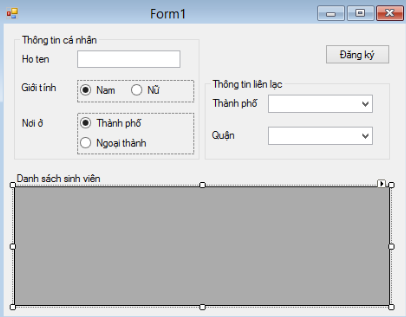 Form1
Thông tin cá nhân
Ho ten
Giới tính
Nam
Nữ
Nơi ở
Thành phố
Ngoại thành
Đăng ký
Thông tin liên lạc
Thành phố
Quận
Danh sách sinh viên